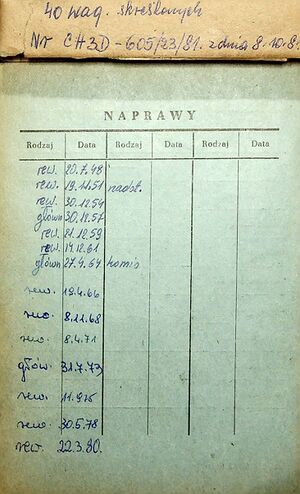 40 wag. skreślonych
Nr CH3D-605/23/81. z dnia 8.10.8
NAPRAWY
Rodzaj Data Rodzaj Data Rodzaj Data
rew. 20.7.48
rew. 19.11.51 nadst.
rew. 30.12.54
główn 30.12.57
rew. 21.12.59
rew. 14.12.61
główn 27.4.64 komis
rew. 19.4.66
rew. 8.11.68
rew. 8.4.71
głów. 31.7.73
rew. 11.9.75
rew. 30.5.78
rew. 22.3.80.